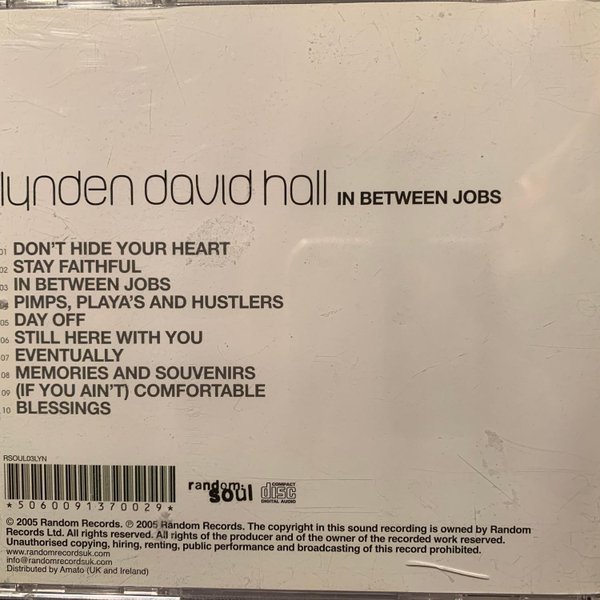 lynden david hall IN BETWEEN JOBS
01 DON'T HIDE YOUR HEART
02 STAY FAITHFUL
03 IN BETWEEN JOBS
04 PIMPS, PLAYA'S AND HUSTLERS
05 DAY OFF
06 STILL HERE WITH YOU
07 EVENTUALLY
08 MEMORIES AND SOUVENIRS
09 (IF YOU AIN'T) COMFORTABLE
10 BLESSINGS
RSOUL03LYN
*5060091370029*
random soul
COMPACT disc DIGITAL AUDIO
© 2005 Random Records. ℗ 2005 Random Records. The copyright in this sound recording is owned by Random
Records Ltd. All rights reserved. All rights of the producer and of the owner of the recorded work reserved.
Unauthorised copying, hiring, renting, public performance and broadcasting of this record prohibited.
www.randomrecordsuk.com
info@randomrecordsuk.com
Distributed by Amato (UK and Ireland)